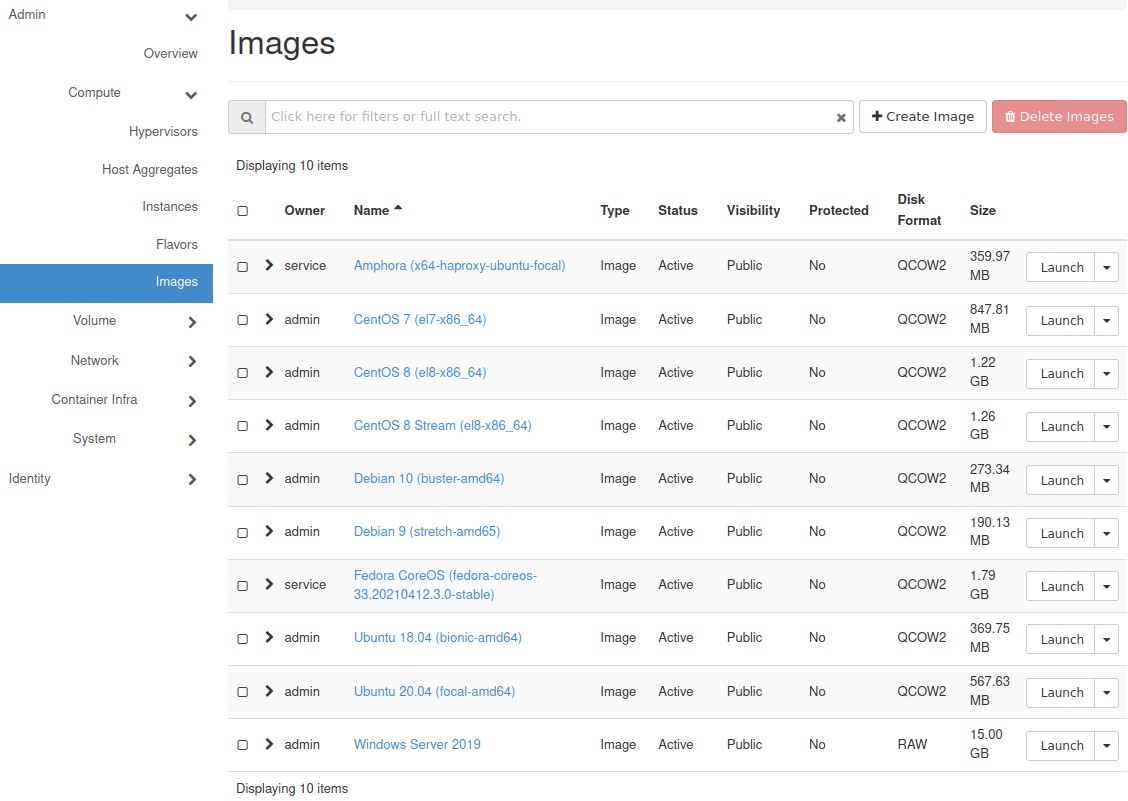 Admin
Overview
Compute
Hypervisors
Host Aggregates
Instances
Flavors
Images
Volume
Network
Container Infra
System
Identity
Images
Click here for filters or full text search.
Create Image
Delete Images
Displaying 10 items
Owner Name Type Status Visibility Protected Disk Format Size
service Amphora (x64-haproxy-ubuntu-focal) Image Active Public No QCOW2 359.97 MB Launch
admin CentOS 7 (el7-x86_64) Image Active Public No QCOW2 847.81 MB Launch
admin CentOS 8 (el8-x86_64) Image Active Public No QCOW2 1.22 GB Launch
admin CentOS 8 Stream (el8-x86_64) Image Active Public No QCOW2 1.26 GB Launch
admin Debian 10 (buster-amd64) Image Active Public No QCOW2 273.34 MB Launch
admin Debian 9 (stretch-amd65) Image Active Public No QCOW2 190.13 MB Launch
service Fedora CoreOS (fedora-coreos-33.20210412.3.0-stable) Image Active Public No QCOW2 1.79 GB Launch
admin Ubuntu 18.04 (bionic-amd64) Image Active Public No QCOW2 369.75 MB Launch
admin Ubuntu 20.04 (focal-amd64) Image Active Public No QCOW2 567.63 MB Launch
admin Windows Server 2019 Image Active Public No RAW 15.00 GB Launch
Displaying 10 items